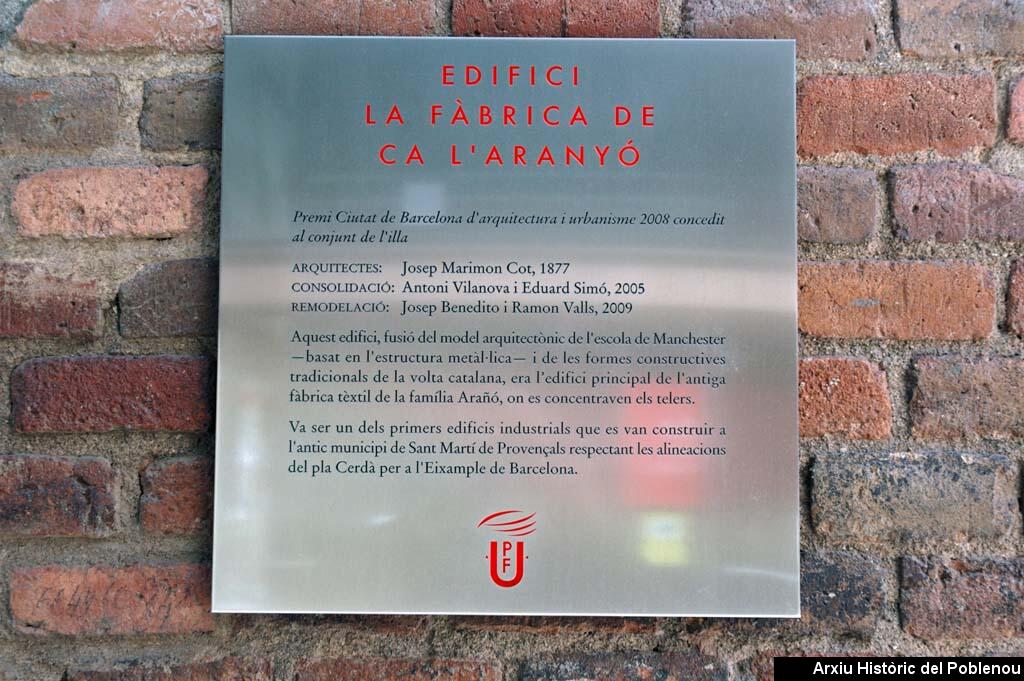 EDIFICI
LA FÀBRICA DE
CA L'ARANYÓ
Premi Ciutat de Barcelona d'arquitectura i urbanisme 2008 concedit
al conjunt de l'illa
ARQUITECTES: Josep Marimon Cot, 1877
CONSOLIDACIÓ: Antoni Vilanova i Eduard Simó, 2005
REMODELACIÓ: Josep Benedito i Ramon Valls, 2009
Aquest edifici, fusió del model arquitectònic de l'escola de Manchester
—basat en l'estructura metàl·lica— i de les formes constructives
tradicionals de la volta catalana, era l'edifici principal de l'antiga
fàbrica tèxtil de la família Arañó, on es concentraven els telers.
Va ser un dels primers edificis industrials que es van construir a
l'antic municipi de Sant Martí de Provençals respectant les alineacions
del pla Cerdà per a l'Eixample de Barcelona.
·UPF·
Arxiu Històric del Poblenou